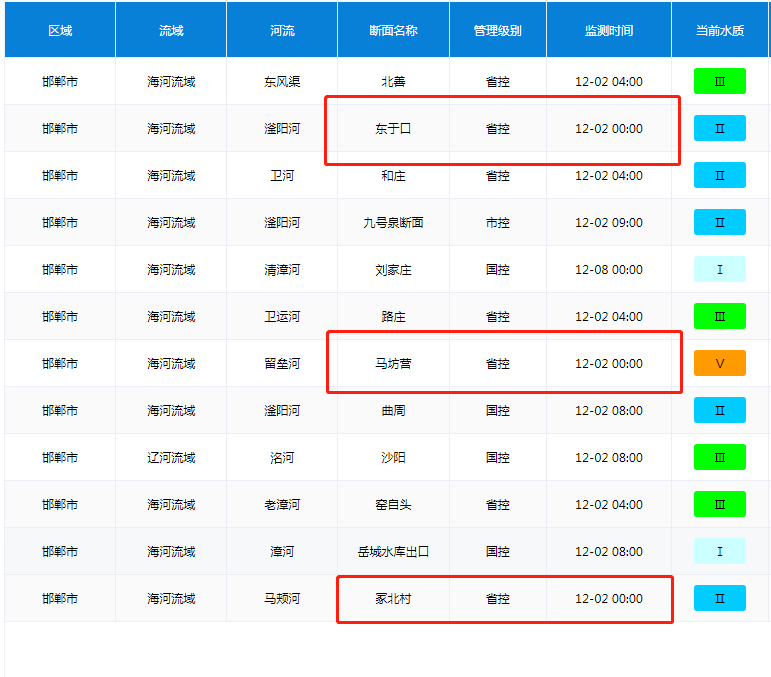 区域 流域 河流 断面名称 管理级别 监测时间 当前水质
邯郸市 海河流域 东风渠 北善 省控 12-02 04:00 Ⅲ
邯郸市 海河流域 滏阳河 东于口 省控 12-02 00:00 Ⅱ
邯郸市 海河流域 卫河 和庄 省控 12-02 04:00 Ⅱ
邯郸市 海河流域 滏阳河 九号泉断面 市控 12-02 09:00 Ⅱ
邯郸市 海河流域 清漳河 刘家庄 国控 12-08 00:00 Ⅰ
邯郸市 海河流域 卫运河 路庄 省控 12-02 04:00 Ⅲ
邯郸市 海河流域 留垒河 马坊营 省控 12-02 00:00 Ⅴ
邯郸市 海河流域 滏阳河 曲周 国控 12-02 08:00 Ⅱ
邯郸市 辽河流域 洺河 沙阳 国控 12-02 08:00 Ⅲ
邯郸市 海河流域 老漳河 窑自头 省控 12-02 04:00 Ⅲ
邯郸市 海河流域 漳河 岳城水库出口 国控 12-02 08:00 Ⅰ
邯郸市 海河流域 马颊河 冢北村 省控 12-02 00:00 Ⅱ